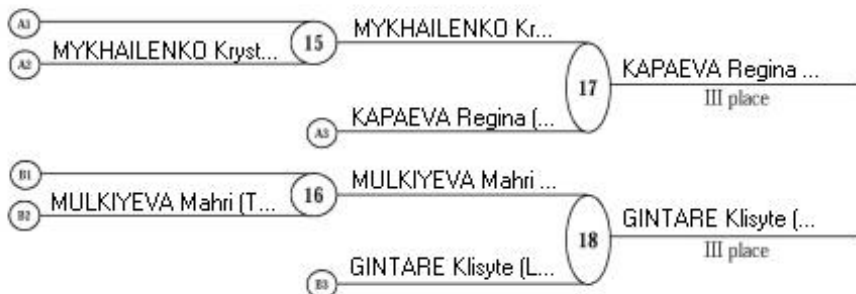 A1
A2 MYKHAILENKO Kryst...
15
MYKHAILENKO Kr...
A3 KAPAEVA Regina (...
17
KAPAEVA Regina ...
III place
B1
B2 MULKIYEVA Mahri (T...
16
MULKIYEVA Mahri ...
B3 GINTARE Klisyte (L...
18
GINTARE Klisyte (...
III place